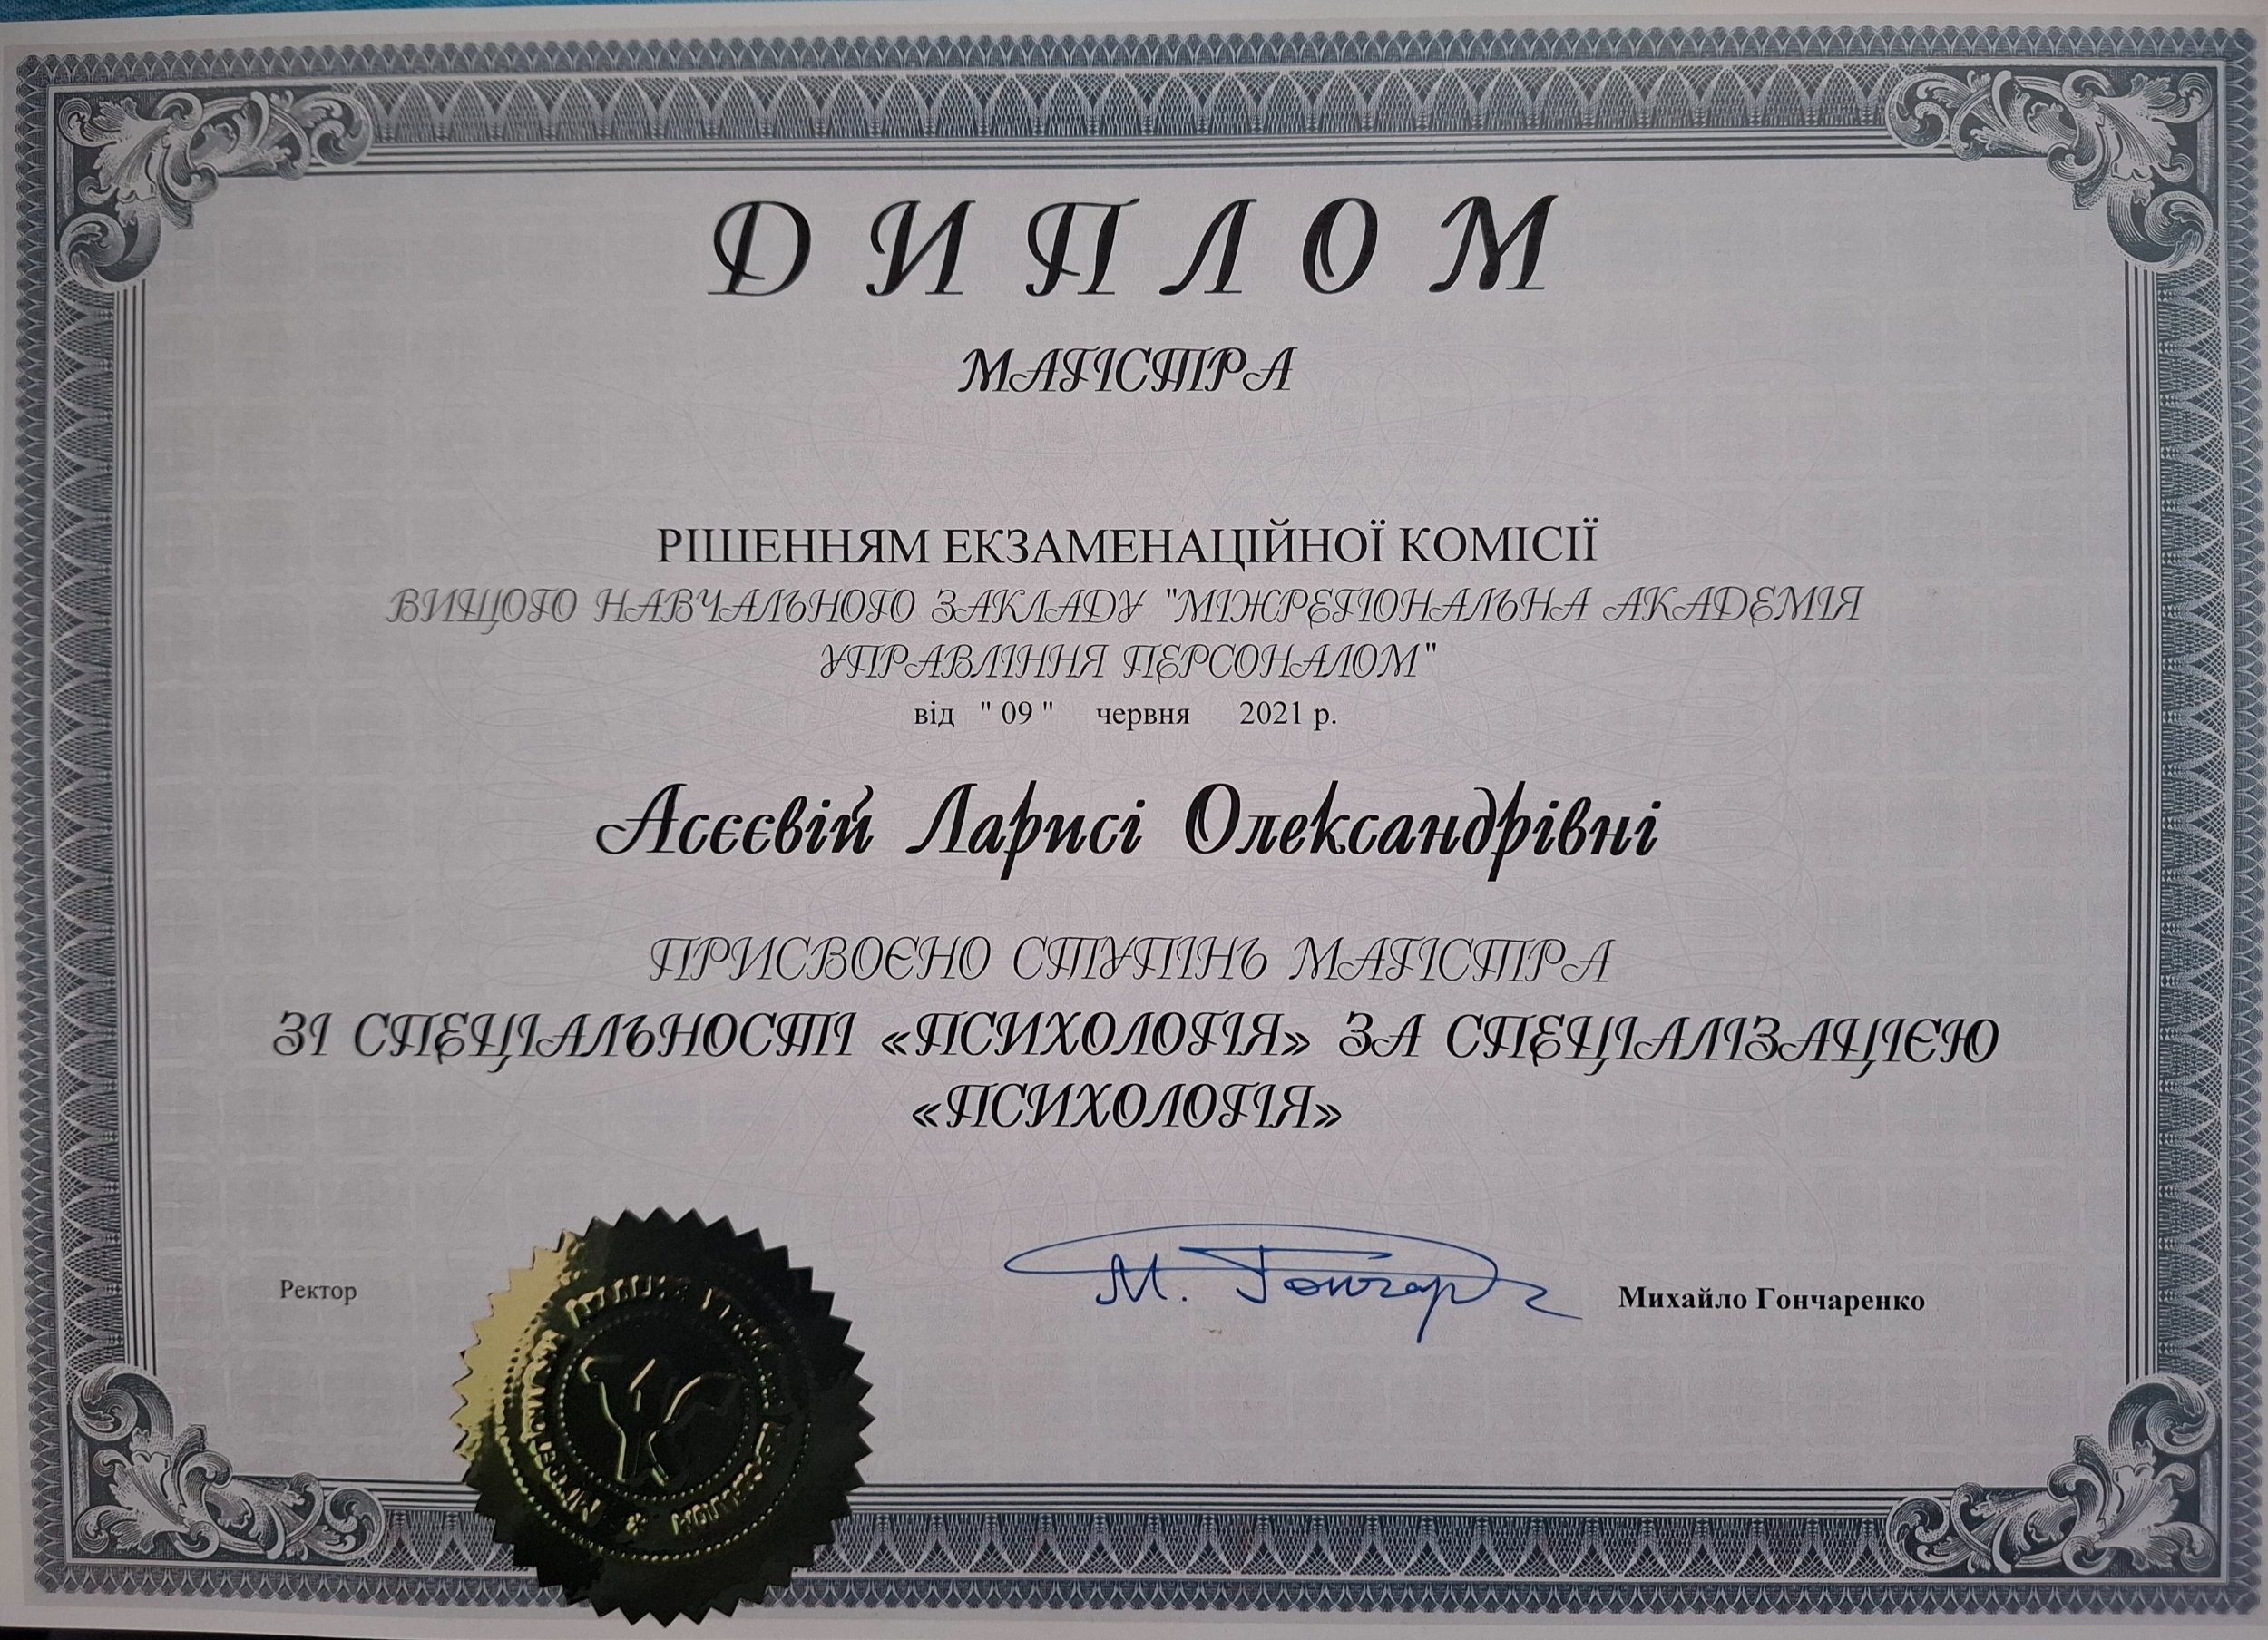 ДИПЛОМ
МАГІСТРА
РІШЕННЯМ ЕКЗАМЕНАЦІЙНОЇ КОМІСІЇ
ВИЩОГО НАВЧАЛЬНОГО ЗАКЛАДУ "МІЖРЕГІОНАЛЬНА АКАДЕМІЯ
УПРАВЛІННЯ ПЕРСОНАЛОМ"
від " 09 " червня 2021 р.
Асєєвій Ларисі Олександрівні
ПРИСВОЄНО СТУПІНЬ МАГІСТРА
ЗІ СПЕЦІАЛЬНОСТІ «ПСИХОЛОГІЯ» ЗА СПЕЦІАЛІЗАЦІЄЮ
«ПСИХОЛОГІЯ»
Ректор
М. Гончар
Михайло Гончаренко